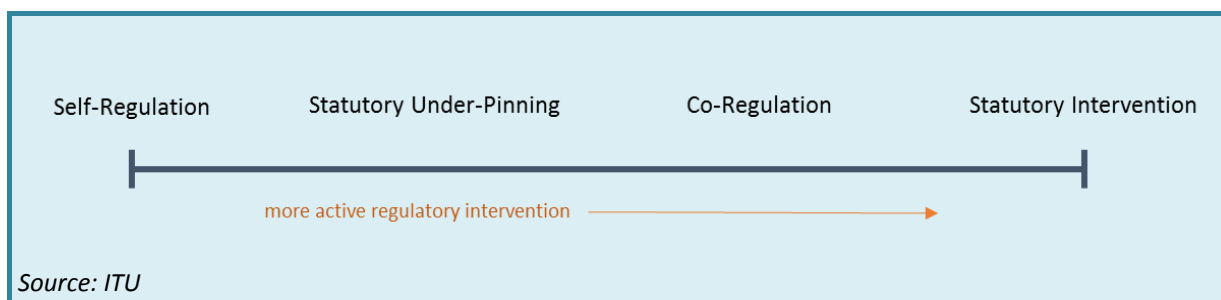 Self-Regulation Statutory Under-Pinning Co-Regulation Statutory Intervention
more active regulatory intervention
Source: ITU